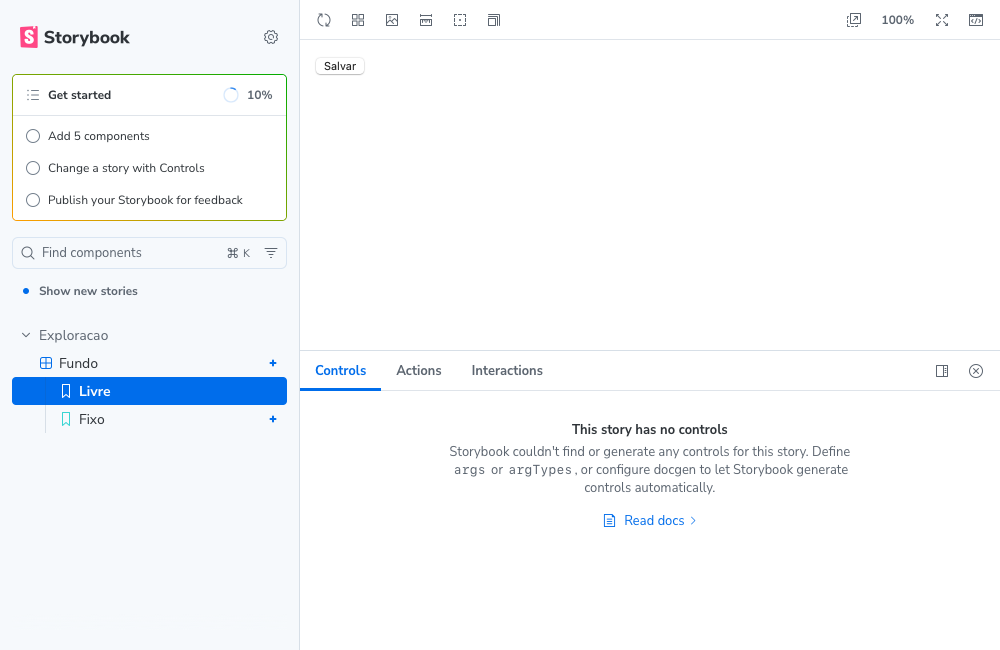 Storybook
Get started
10%
Add 5 components
Change a story with Controls
Publish your Storybook for feedback
Find components
⌘ K
Show new stories
Exploracao
Fundo
Livre
Fixo
100%
Salvar
Controls
Actions
Interactions
This story has no controls
Storybook couldn't find or generate any controls for this story. Define
args or argTypes, or configure docgen to let Storybook generate
controls automatically.
Read docs